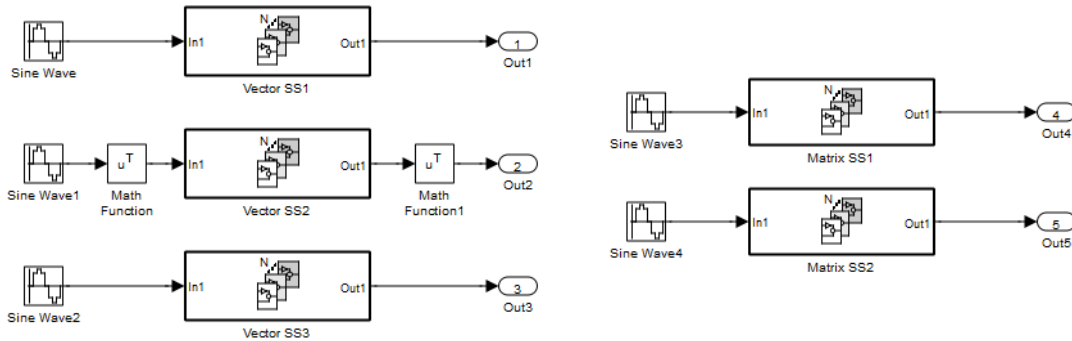 N
In1
Out1
1
Sine Wave
Vector SS1
Out1
N
In1
Out1
2
u^T
u^T
Sine Wave1
Math
Function
Vector SS2
Math
Function1
Out2
N
In1
Out1
3
Sine Wave2
Vector SS3
Out3
N
In1
Out1
4
Sine Wave3
Matrix SS1
Out4
N
In1
Out1
5
Sine Wave4
Matrix SS2
Out5